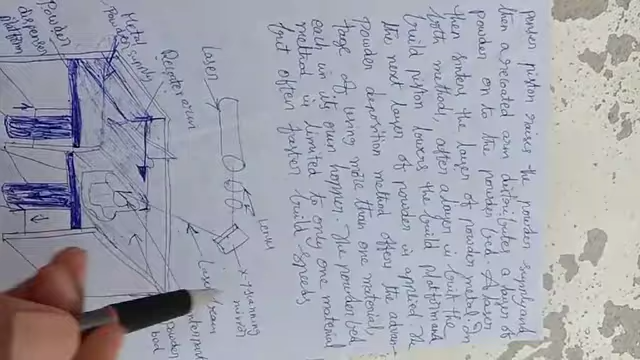 powder piston raises the powder supply and
then a recoated arm distributes a layer of
powder on to the powder bed. A laser
then sinters the layer of powder metal. In
both methods, after a layer is built the
build piston lowers the build platform and
the next layer of powder is applied. The
powder deposition method offers the advan-
tage of using more than one material,
each in its own hopper. The powder bed
method is limited to only one material
but often faster build speeds
Laser
Lenses
x-y scanning
mirror
Laser beam
Recoater arm
Metal
Powder supply
Powder
dispenser
platform
bed